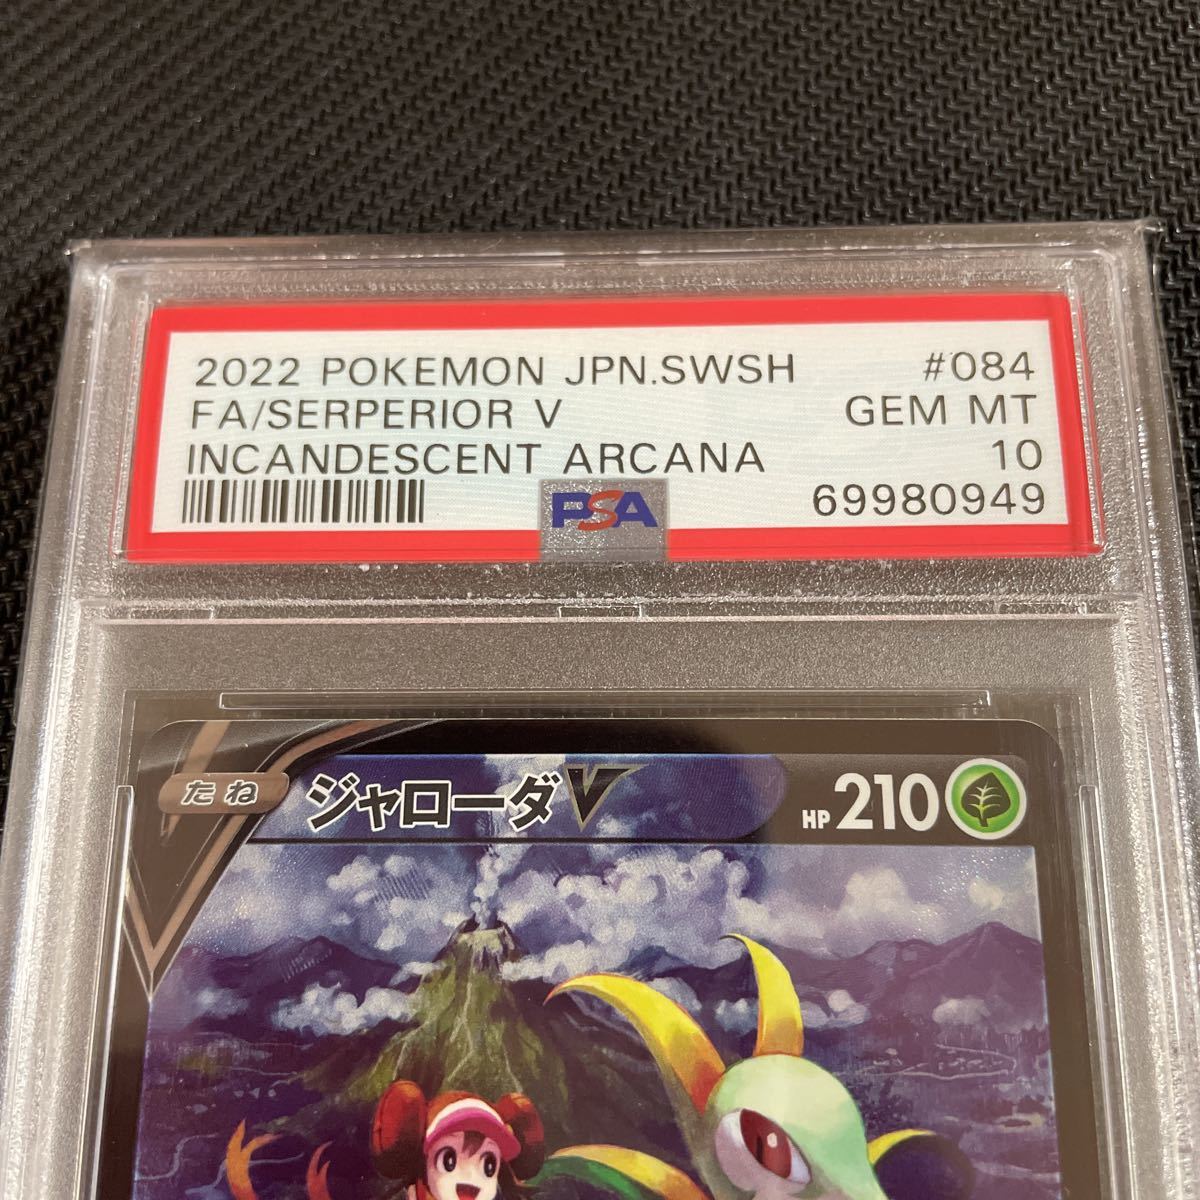 2022 POKEMON JPN.SWSH #084
FA/SERPERIOR V GEM MT
INCANDESCENT ARCANA 10
PSA 69980949
たね ジャローダV HP 210